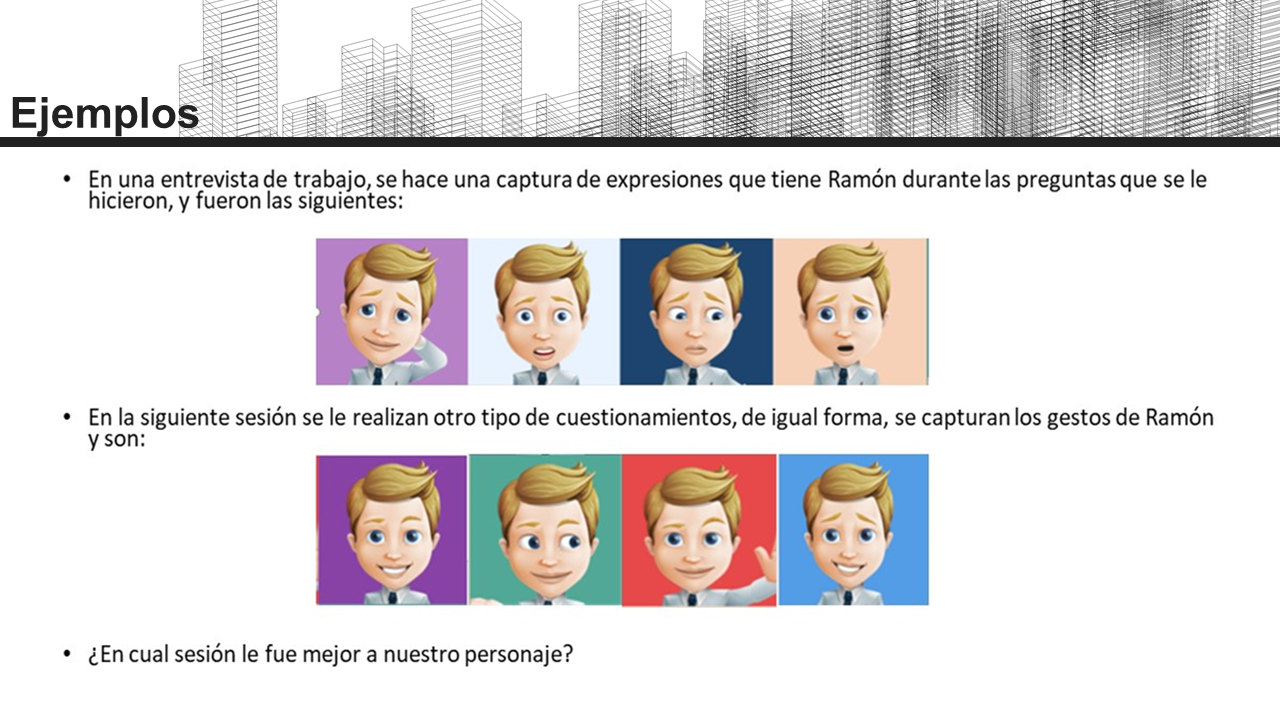 Ejemplos
• En una entrevista de trabajo, se hace una captura de expresiones que tiene Ramón durante las preguntas que se le
hicieron, y fueron las siguientes:
• En la siguiente sesión se le realizan otro tipo de cuestionamientos, de igual forma, se capturan los gestos de Ramón
y son:
• ¿En cual sesión le fue mejor a nuestro personaje?